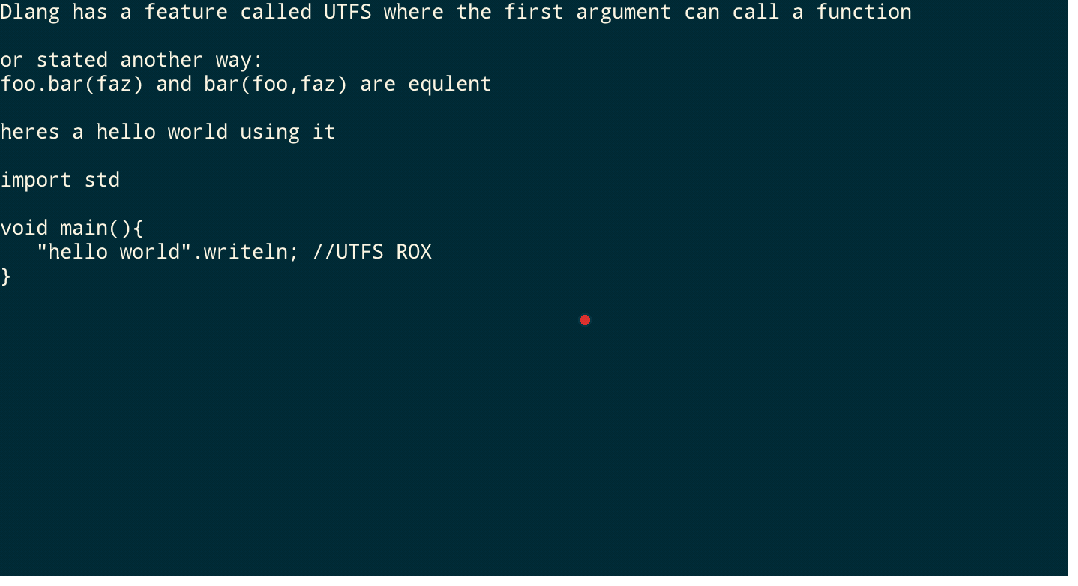 Dlang has a feature called UTFS where the first argument can call a function
or stated another way:
foo.bar(faz) and bar(foo,faz) are equlent
heres a hello world using it
import std
void main(){
   "hello world".writeln; //UTFS ROX
}